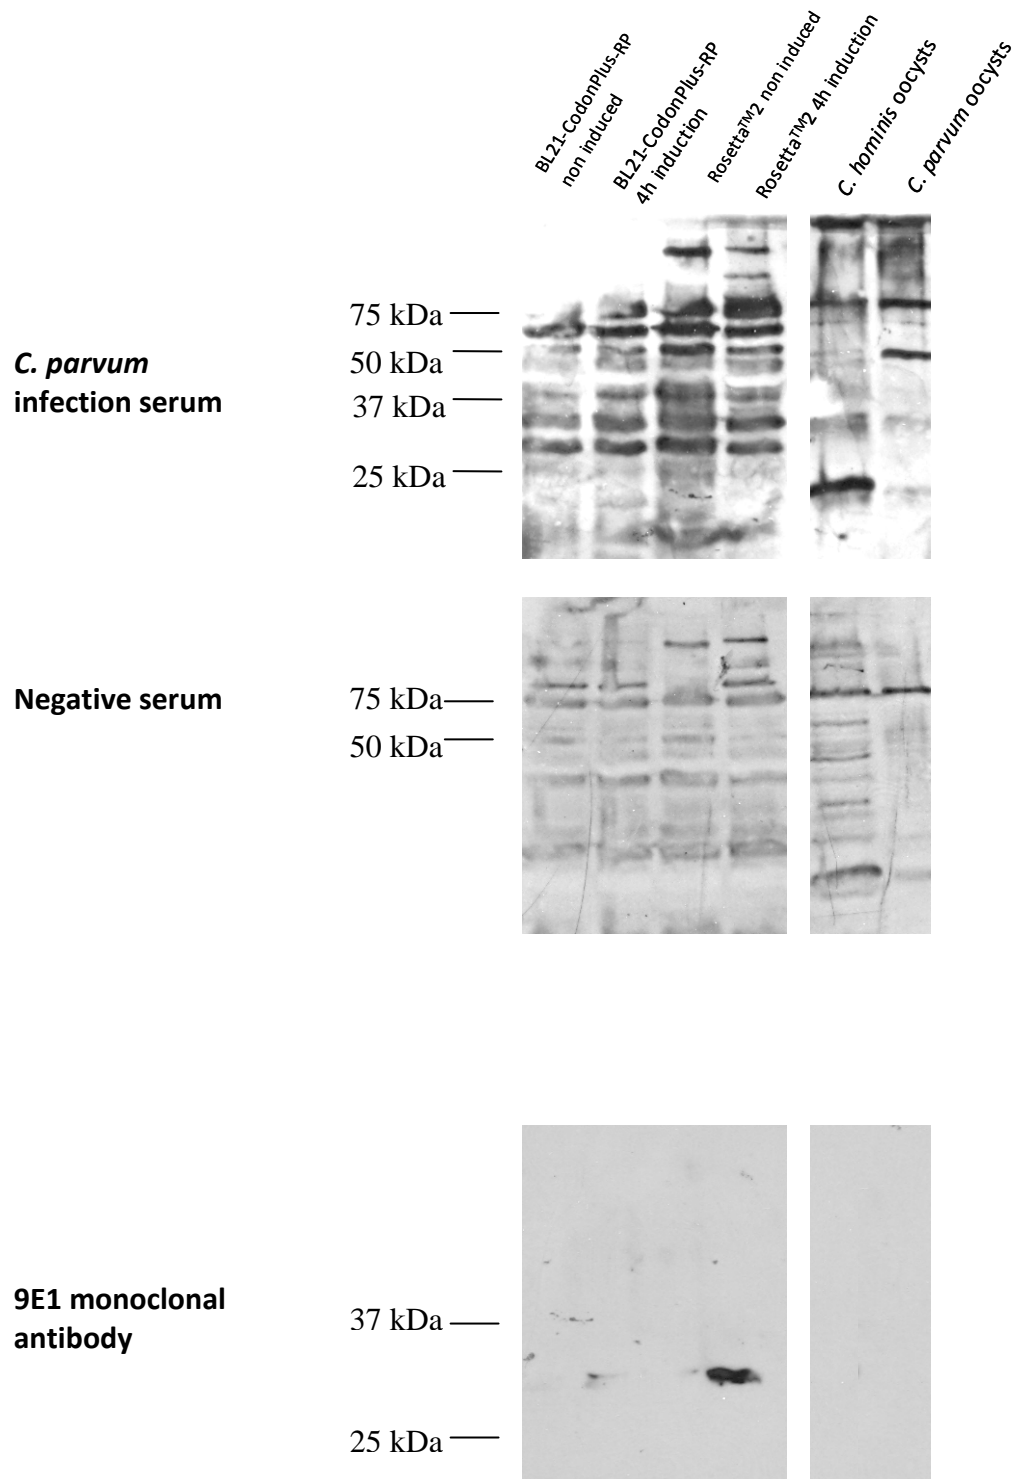 BL21-CodonPlus-RP
non induced
BL21-CodonPlus-RP
4h induction
Rosetta™2 non induced
Rosetta™2 4h induction
C. hominis oocysts
C. parvum oocysts
75 kDa
50 kDa
37 kDa
25 kDa
C. parvum
infection serum
Negative serum
75 kDa
50 kDa
9E1 monoclonal
antibody
37 kDa
25 kDa